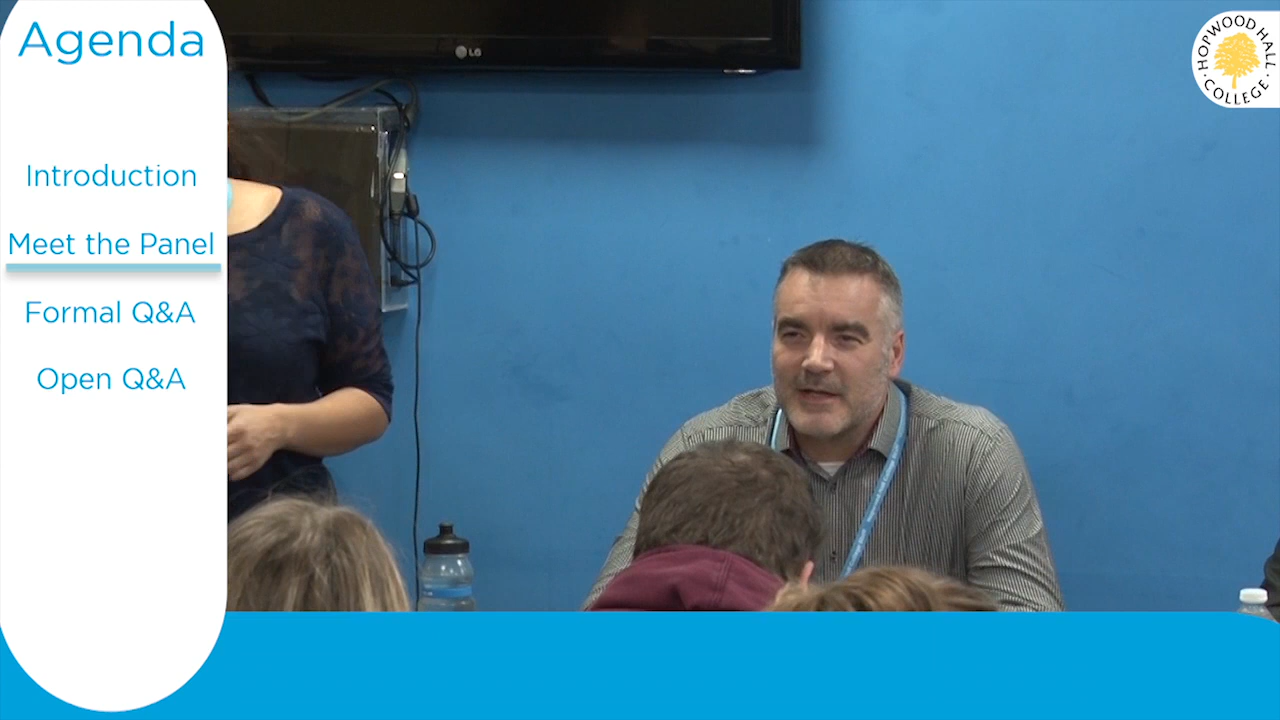 Agenda
Introduction
Meet the Panel
Formal Q&A
Open Q&A
LG
HOPWOOD HALL
· COLLEGE ·